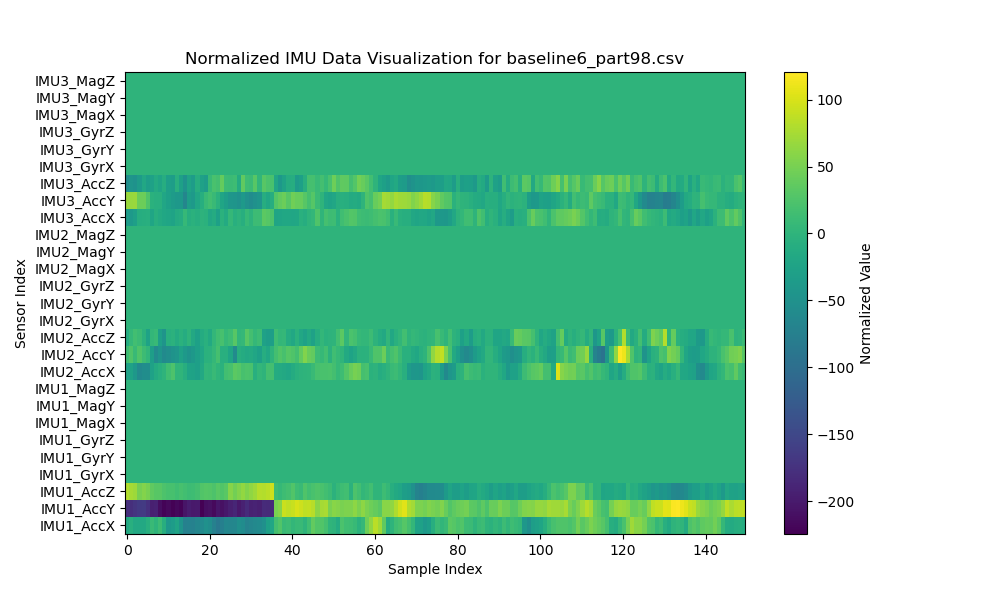 Normalized IMU Data Visualization for baseline6_part98.csv
IMU3_MagZ
IMU3_MagY
IMU3_MagX
IMU3_GyrZ
IMU3_GyrY
IMU3_GyrX
IMU3_AccZ
IMU3_AccY
IMU3_AccX
IMU2_MagZ
IMU2_MagY
IMU2_MagX
IMU2_GyrZ
IMU2_GyrY
IMU2_GyrX
IMU2_AccZ
IMU2_AccY
IMU2_AccX
IMU1_MagZ
IMU1_MagY
IMU1_MagX
IMU1_GyrZ
IMU1_GyrY
IMU1_GyrX
IMU1_AccZ
IMU1_AccY
IMU1_AccX
Sensor Index
0 20 40 60 80 100 120 140
Sample Index
100
50
0
−50
−100
−150
−200
Normalized Value